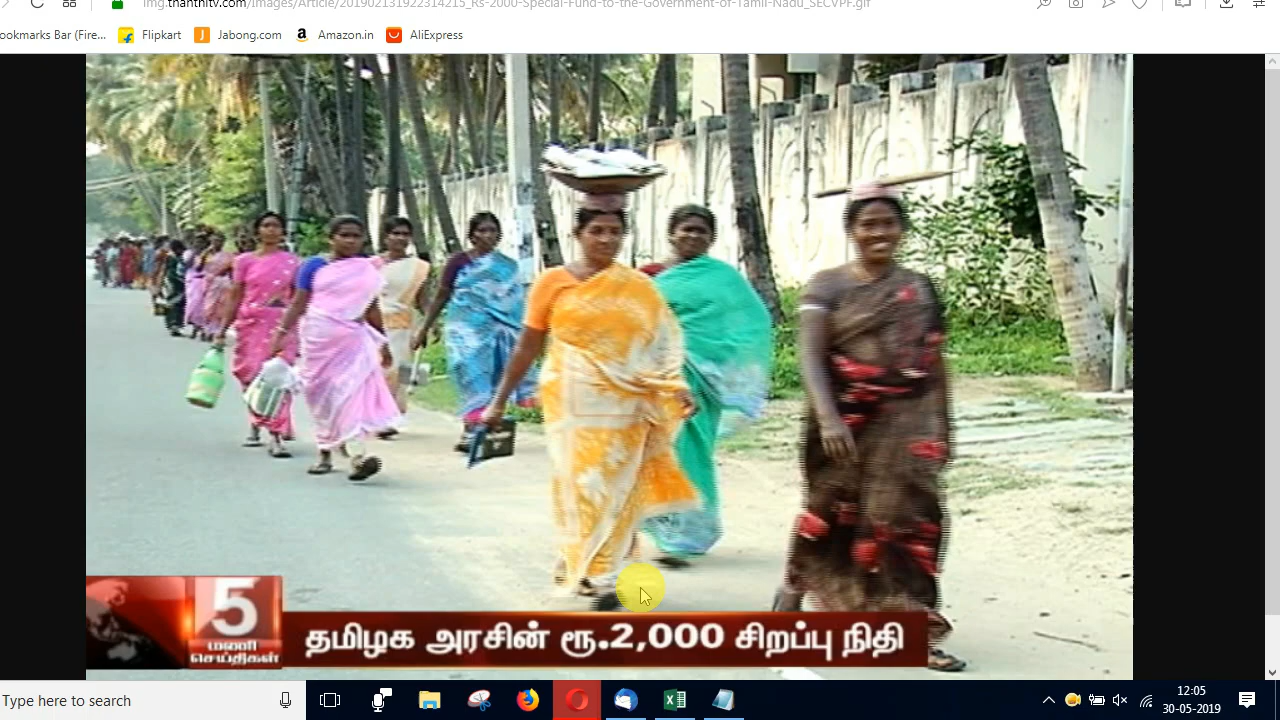 img.thanthitv.com/Images/Article/201902131922314215_Rs-2000-Special-Fund-to-the-Government-of-Tamil-Nadu_SECVPF.gif
ookmarks Bar (Fire... Flipkart Jabong.com Amazon.in AliExpress
5
மணி
செய்திகள்
தமிழக அரசின் ரூ.2,000 சிறப்பு நிதி
Type here to search
12:05
30-05-2019